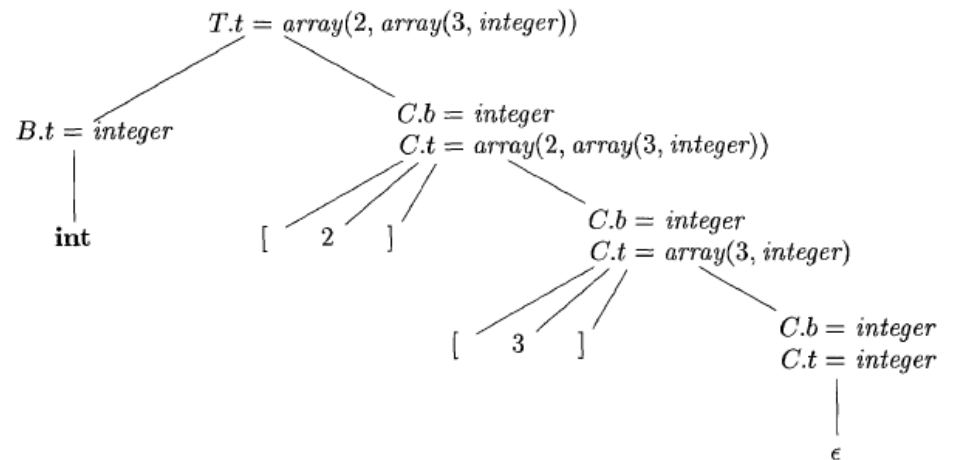 T.t = array(2, array(3, integer))
C.b = integer
B.t = integer
C.t = array(2, array(3, integer))
C.b = integer
int
[ 2 ]
C.t = array(3, integer)
C.b = integer
[ 3 ]
C.t = integer
ϵ